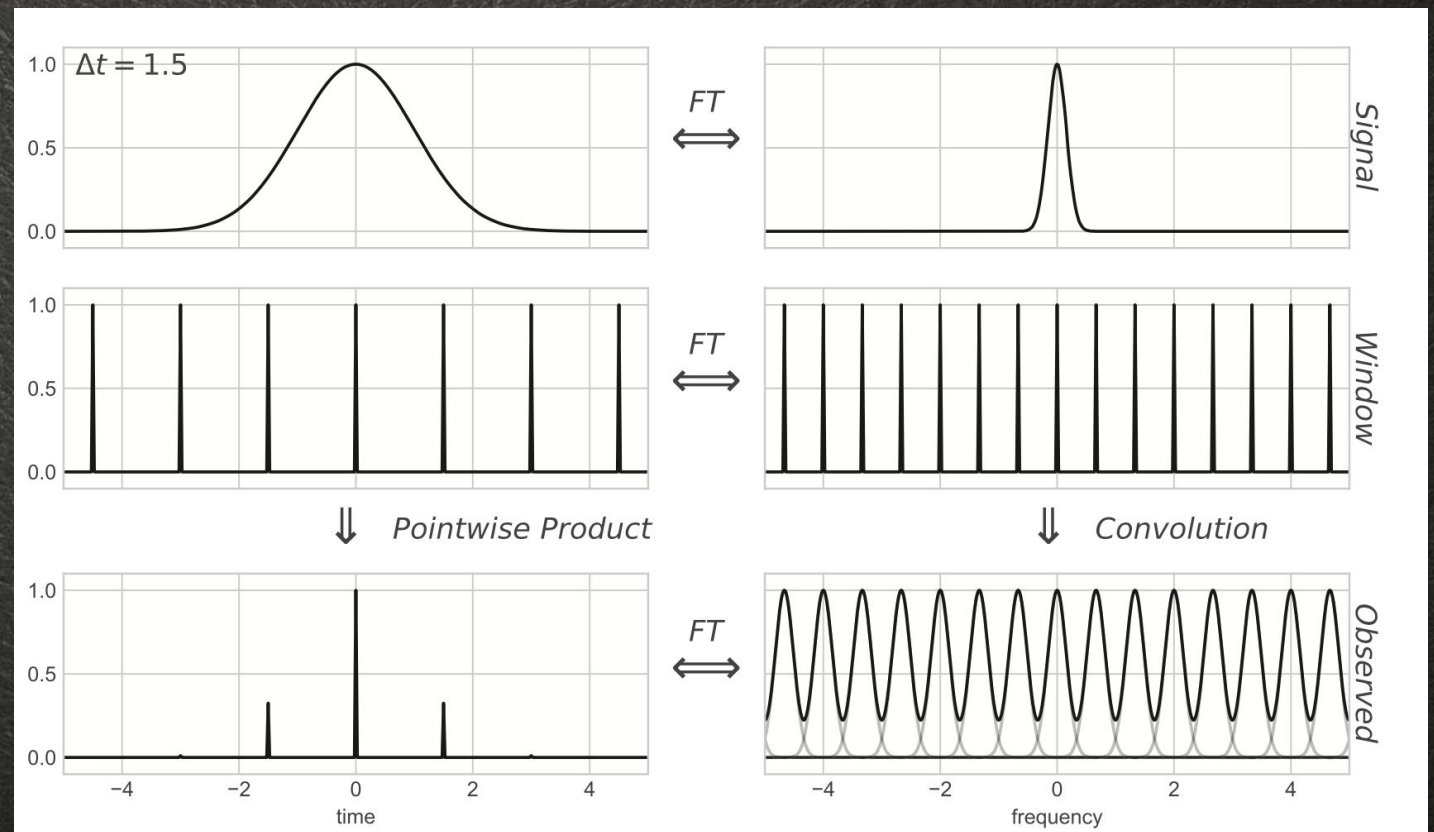 Δt = 1.5
1.0
0.5
0.0
FT
Signal
1.0
0.5
0.0
FT
Window
Pointwise Product
Convolution
1.0
0.5
0.0
FT
Observed
−4 −2 0 2 4
−4 −2 0 2 4
time
frequency